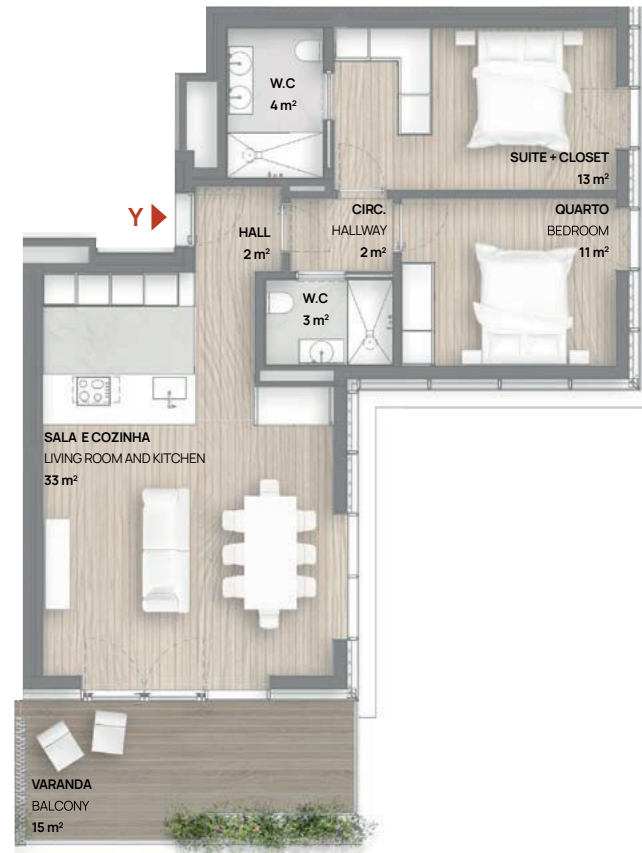 W.C
4 m²
SUITE + CLOSET
13 m²
Y
HALL
2 m²
CIRC.
HALLWAY
2 m²
QUARTO
BEDROOM
11 m²
W.C
3 m²
SALA E COZINHA
LIVING ROOM AND KITCHEN
33 m²
VARANDA
BALCONY
15 m²